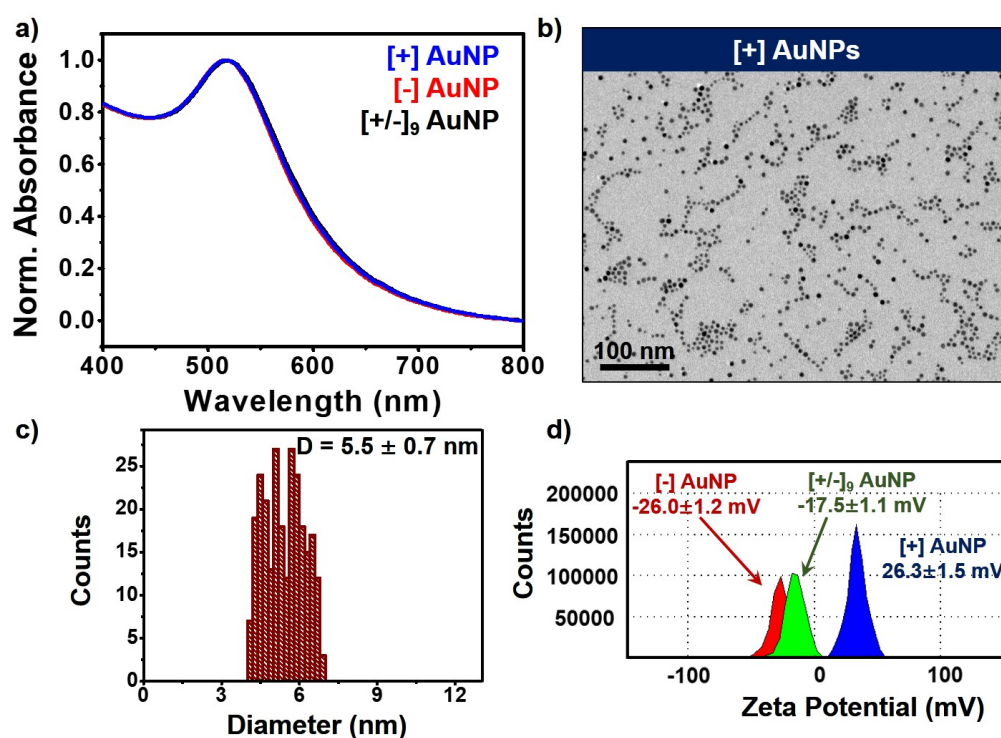 a)
[+] AuNP
[-] AuNP
[+/-]₉ AuNP
1.0
0.8
0.6
0.4
0.2
0.0
Norm. Absorbance
400 500 600 700 800
Wavelength (nm)
b)
[+] AuNPs
100 nm
c)
D = 5.5 ± 0.7 nm
25
20
15
10
5
0
Counts
0 3 6 9 12
Diameter (nm)
d)
[-] AuNP
-26.0±1.2 mV
[+/-]₉ AuNP
-17.5±1.1 mV
[+] AuNP
26.3±1.5 mV
200000
150000
100000
50000
Counts
-100 0 100
Zeta Potential (mV)